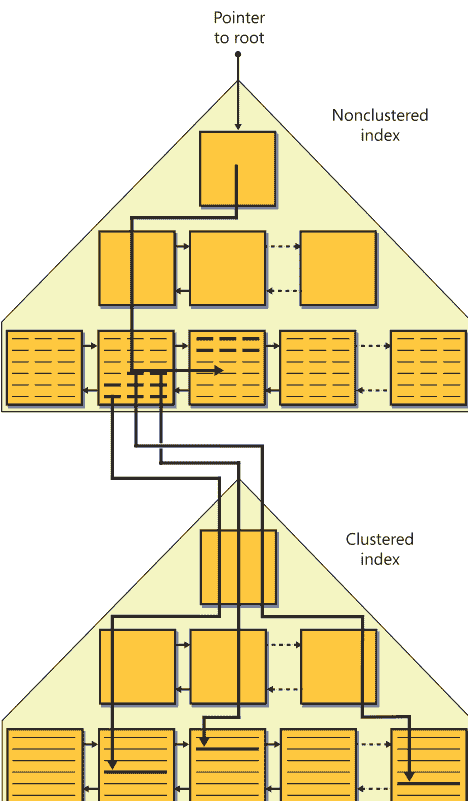 Pointer
to root
Nonclustered
index
Clustered
index